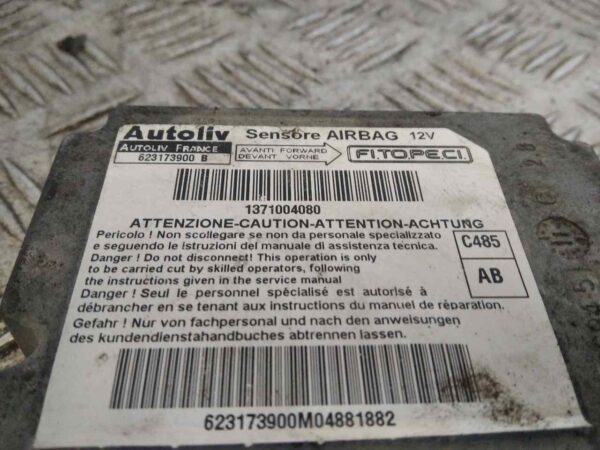 Autoliv Sensore AIRBAG 12V
AUTOLIV FRANCE
623173900 B
AVANTI FORWARD
DEVANT VORNE
F.I.T.O.P.E.C.I.
1371004080
ATTENZIONE-CAUTION-ATTENTION-ACHTUNG
Pericolo ! Non scollegare se non da personale specializzato
e seguendo le istruzioni del manuale di assistenza tecnica.
Danger ! Do not disconnect! This operation is only
to be carried cut by skilled operators, following
the instructions given in the service manual
Danger ! Seul le personnel spécialisé est autorisé à
débrancher en se tenant aux instructions du manuel de réparation.
Gefahr ! Nur von fachpersonal und nach den anweisungen
des kundendienstahandbuches abtrennen lassen.
C485
AB
623173900M04881882